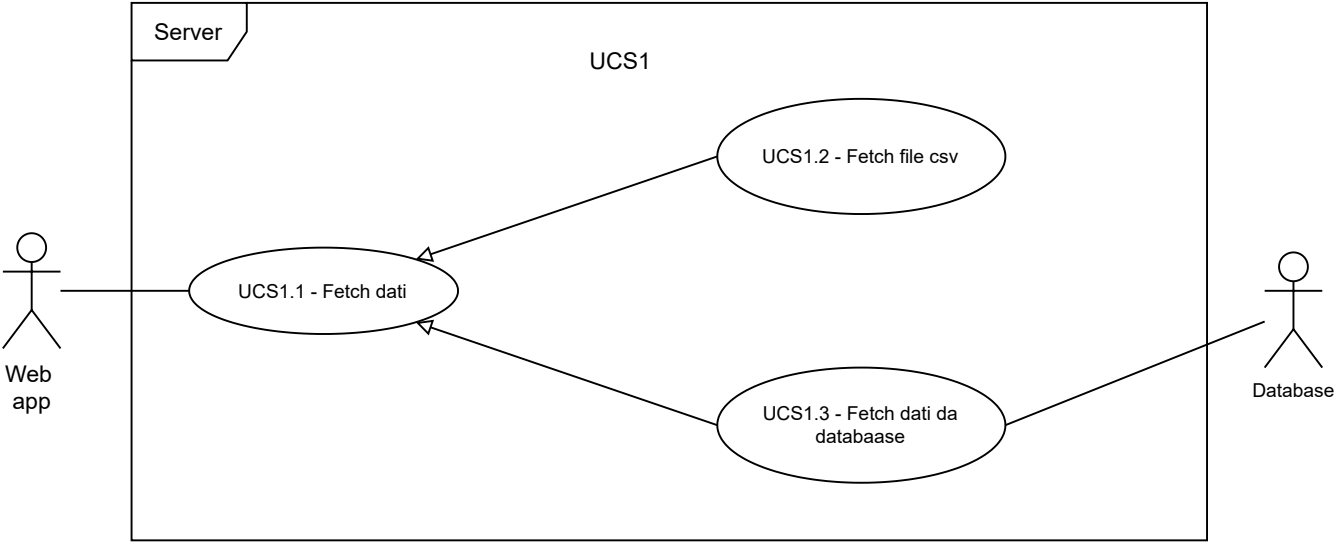 Server
UCS1
UCS1.2 - Fetch file csv
UCS1.1 - Fetch dati
Web
app
Database
UCS1.3 - Fetch dati da
databaase